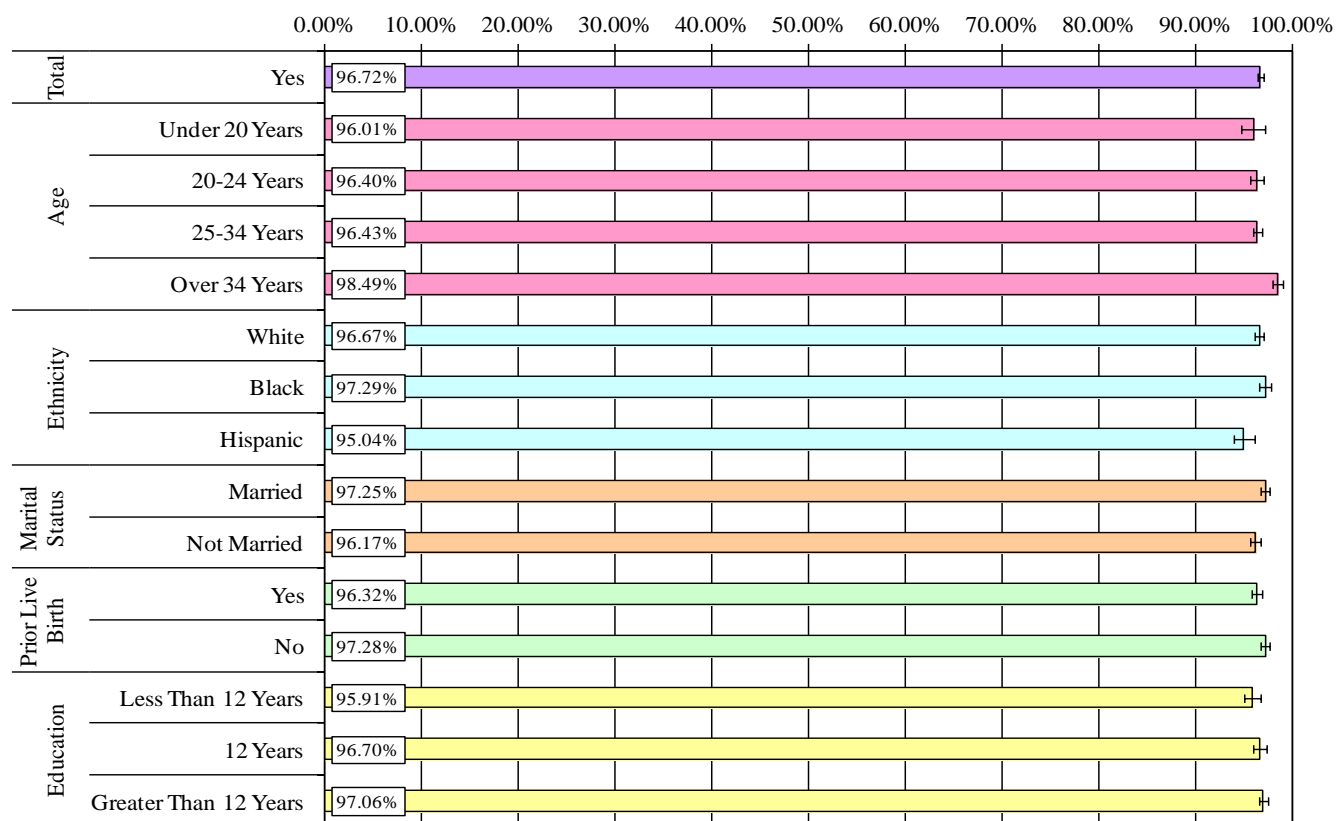 0.00% 10.00% 20.00% 30.00% 40.00% 50.00% 60.00% 70.00% 80.00% 90.00% 100.00%
Total
Yes 96.72%
Age
Under 20 Years 96.01%
20-24 Years 96.40%
25-34 Years 96.43%
Over 34 Years 98.49%
Ethnicity
White 96.67%
Black 97.29%
Hispanic 95.04%
Marital
Status
Married 97.25%
Not Married 96.17%
Prior Live
Birth
Yes 96.32%
No 97.28%
Education
Less Than 12 Years 95.91%
12 Years 96.70%
Greater Than 12 Years 97.06%